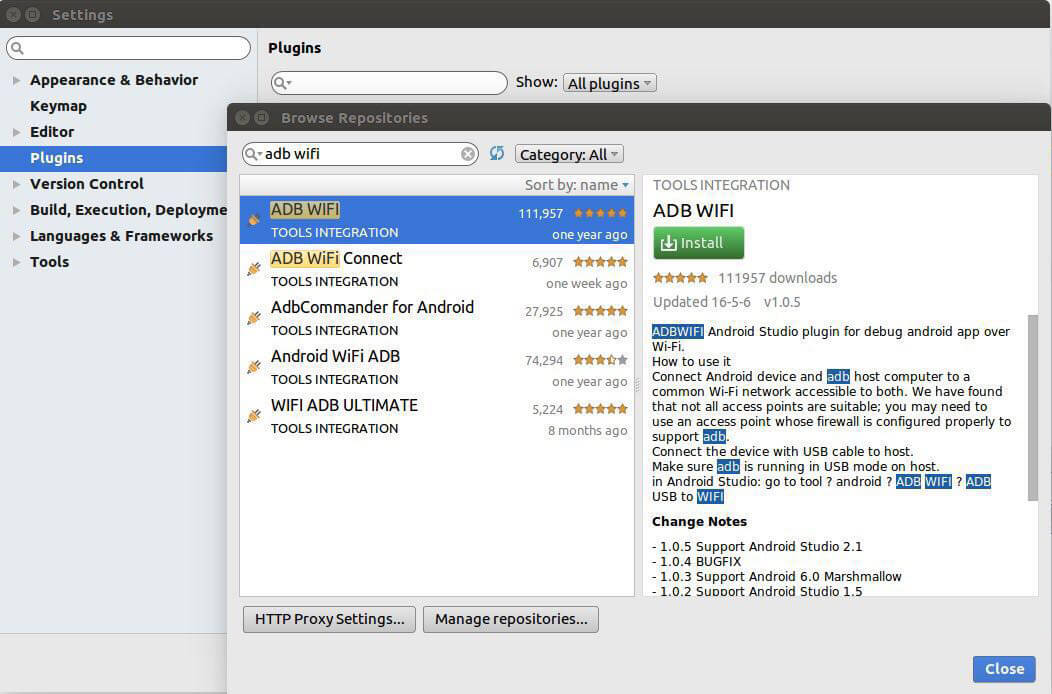 Settings
Plugins
Show: All plugins
Appearance & Behavior
Keymap
Editor
Plugins
Version Control
Build, Execution, Deployme
Languages & Frameworks
Tools
Browse Repositories
adb wifi
Category: All
Sort by: name
ADB WIFI 111,957
TOOLS INTEGRATION one year ago
ADB WiFi Connect 6,907
TOOLS INTEGRATION one week ago
AdbCommander for Android 27,925
TOOLS INTEGRATION one year ago
Android WiFi ADB 74,294
TOOLS INTEGRATION one year ago
WIFI ADB ULTIMATE 5,224
TOOLS INTEGRATION 8 months ago
TOOLS INTEGRATION
ADB WIFI
Install
111957 downloads
Updated 16-5-6 v1.0.5
ADBWIFI Android Studio plugin for debug android app over
Wi-Fi.
How to use it
Connect Android device and adb host computer to a
common Wi-Fi network accessible to both. We have found
that not all access points are suitable; you may need to
use an access point whose firewall is configured properly to
support adb.
Connect the device with USB cable to host.
Make sure adb is running in USB mode on host.
in Android Studio: go to tool ? android ? ADB WIFI ? ADB
USB to WIFI
Change Notes
- 1.0.5 Support Android Studio 2.1
- 1.0.4 BUGFIX
- 1.0.3 Support Android 6.0 Marshmallow
- 1.0.2 Support Android Studio 1.5
HTTP Proxy Settings...
Manage repositories...
Close